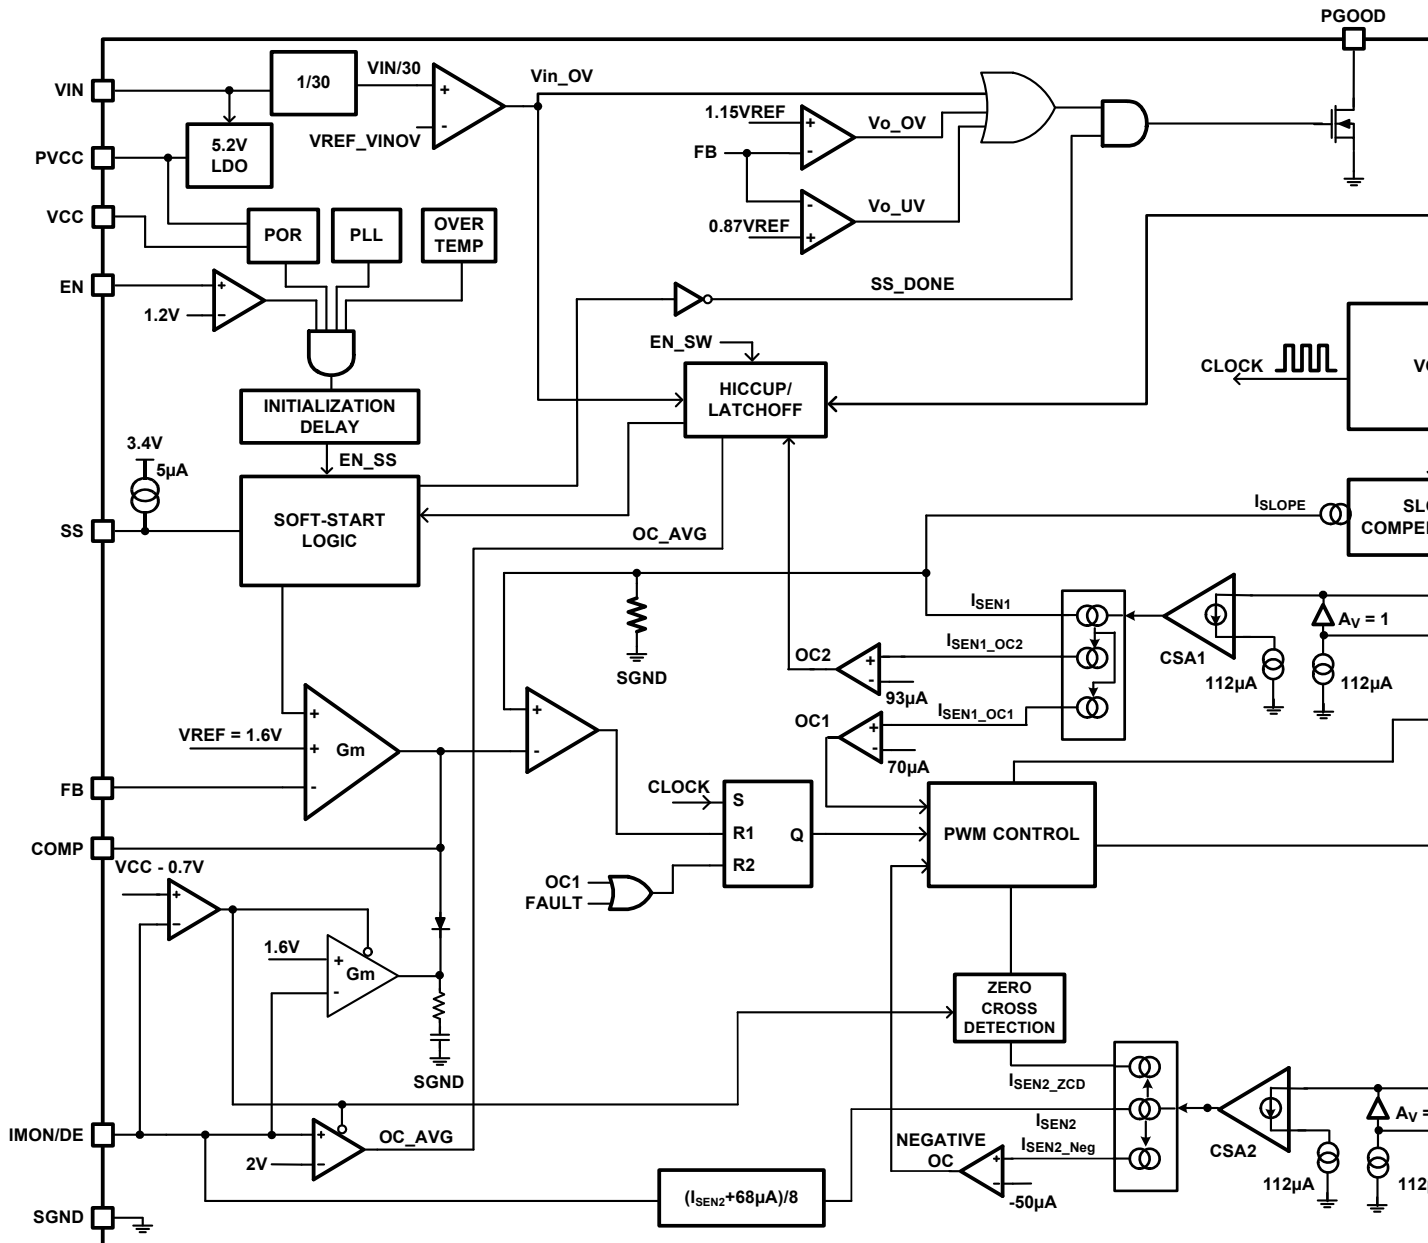 PGOOD
VIN
1/30
VIN/30
+
-
VREF_VINOV
Vin_OV
1.15VREF
+
-
FB
Vo_OV
-
+
0.87VREF
Vo_UV
5.2V
LDO
PVCC
VCC
POR
PLL
OVER
TEMP
EN
+
-
1.2V
SS_DONE
EN_SW
HICCUP/
LATCHOFF
CLOCK
VC
INITIALIZATION
DELAY
3.4V
5µA
EN_SS
SS
SOFT-START
LOGIC
OC_AVG
ISLOPE
SLO
COMPE
SGND
ISEN1
ISEN1_OC2
ISEN1_OC1
OC2
+
-
93µA
OC1
+
-
70µA
CSA1
112µA
AV = 1
112µA
+
VREF = 1.6V
+
Gm
-
+
-
FB
COMP
CLOCK
S
R1
R2
Q
OC1
FAULT
PWM CONTROL
VCC - 0.7V
+
-
1.6V
+
Gm
-
SGND
ZERO
CROSS
DETECTION
ISEN2_ZCD
ISEN2
ISEN2_Neg
NEGATIVE
OC
+
-
-50µA
CSA2
112µA
AV =
112
IMON/DE
+
2V
-
OC_AVG
(ISEN2+68µA)/8
SGND